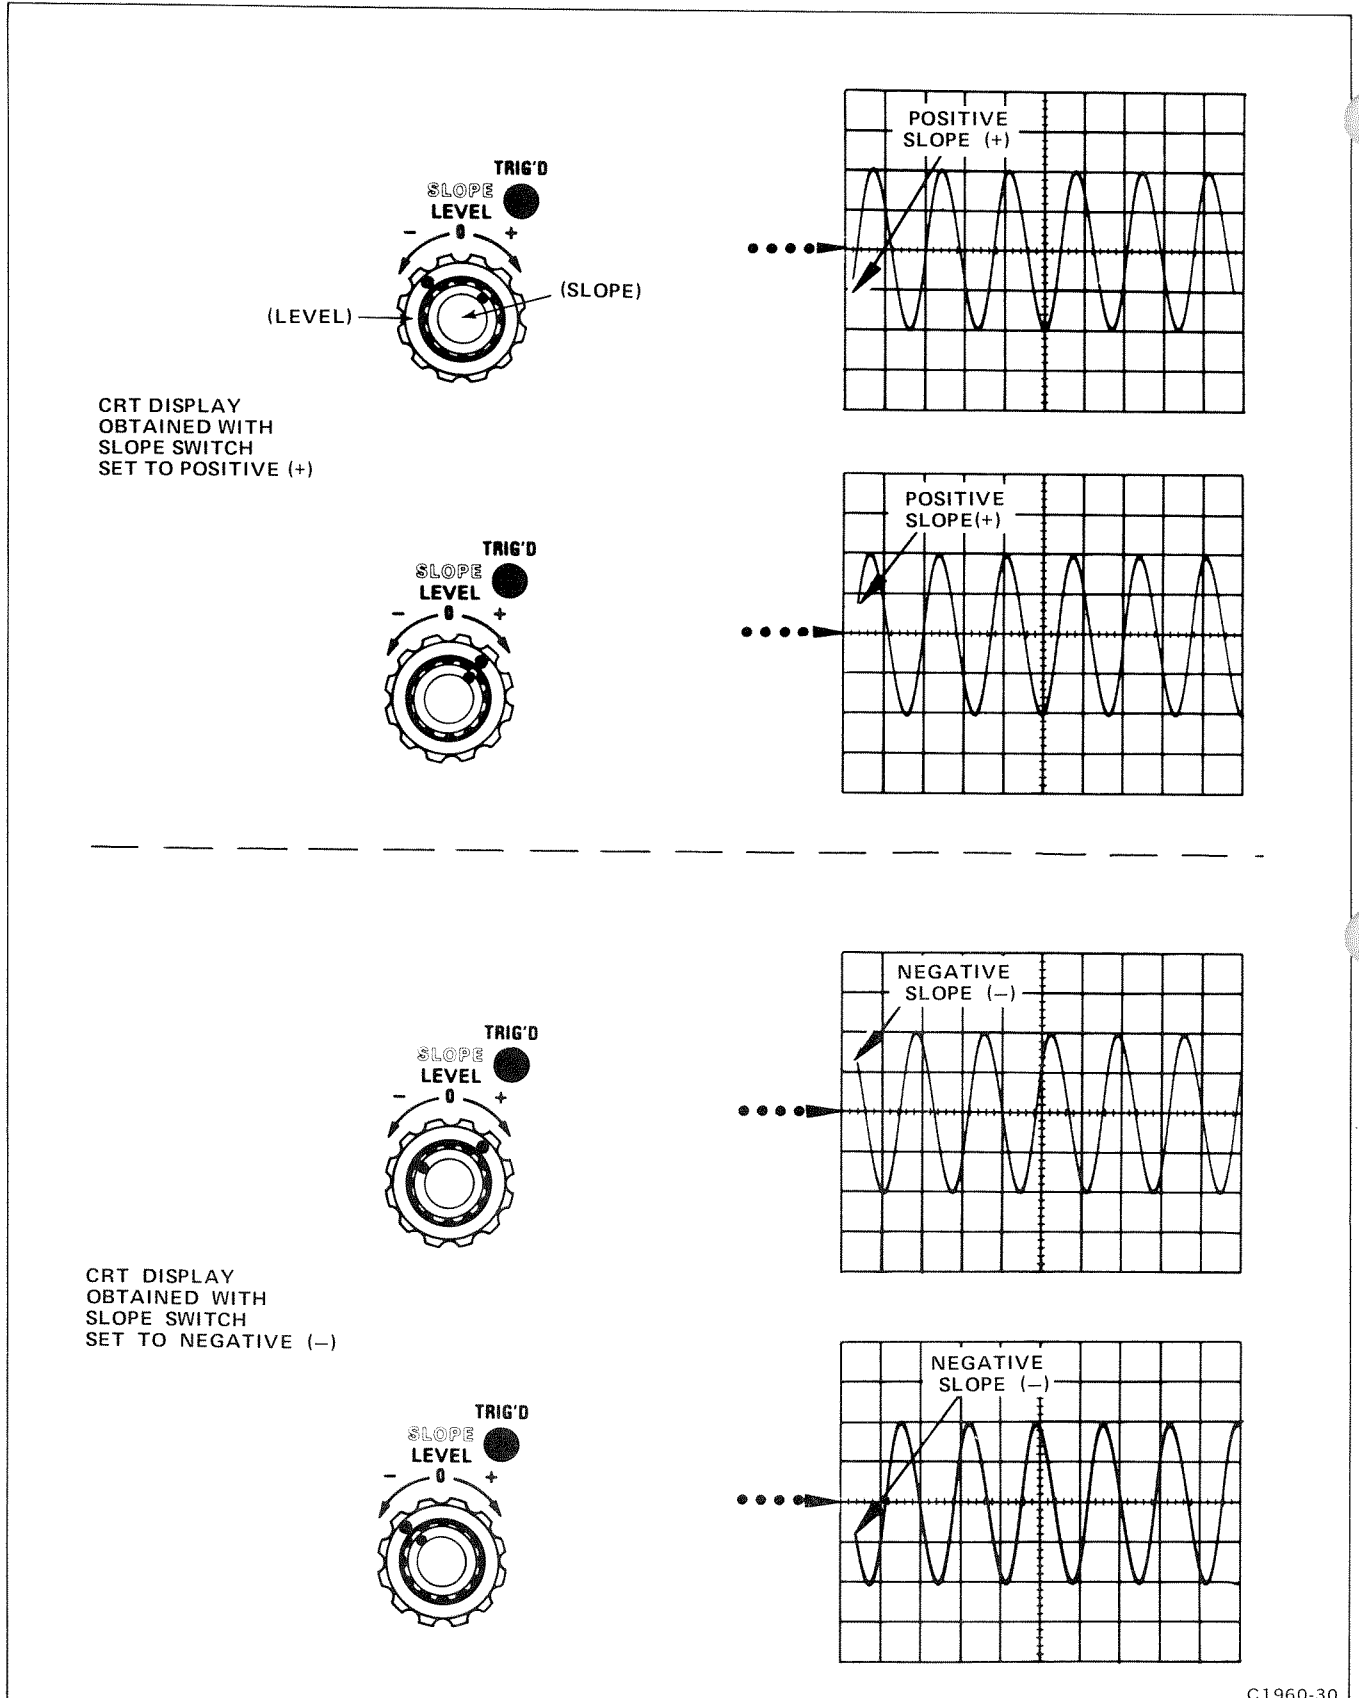 TRIG'D
SLOPE
LEVEL
- 0 +
(SLOPE)
(LEVEL)
POSITIVE
SLOPE (+)
CRT DISPLAY
OBTAINED WITH
SLOPE SWITCH
SET TO POSITIVE (+)
TRIG'D
SLOPE
LEVEL
- 0 +
POSITIVE
SLOPE(+)
TRIG'D
SLOPE
LEVEL
- 0 +
NEGATIVE
SLOPE (–)
CRT DISPLAY
OBTAINED WITH
SLOPE SWITCH
SET TO NEGATIVE (–)
TRIG'D
SLOPE
LEVEL
- 0 +
NEGATIVE
SLOPE (–)
C1960-30